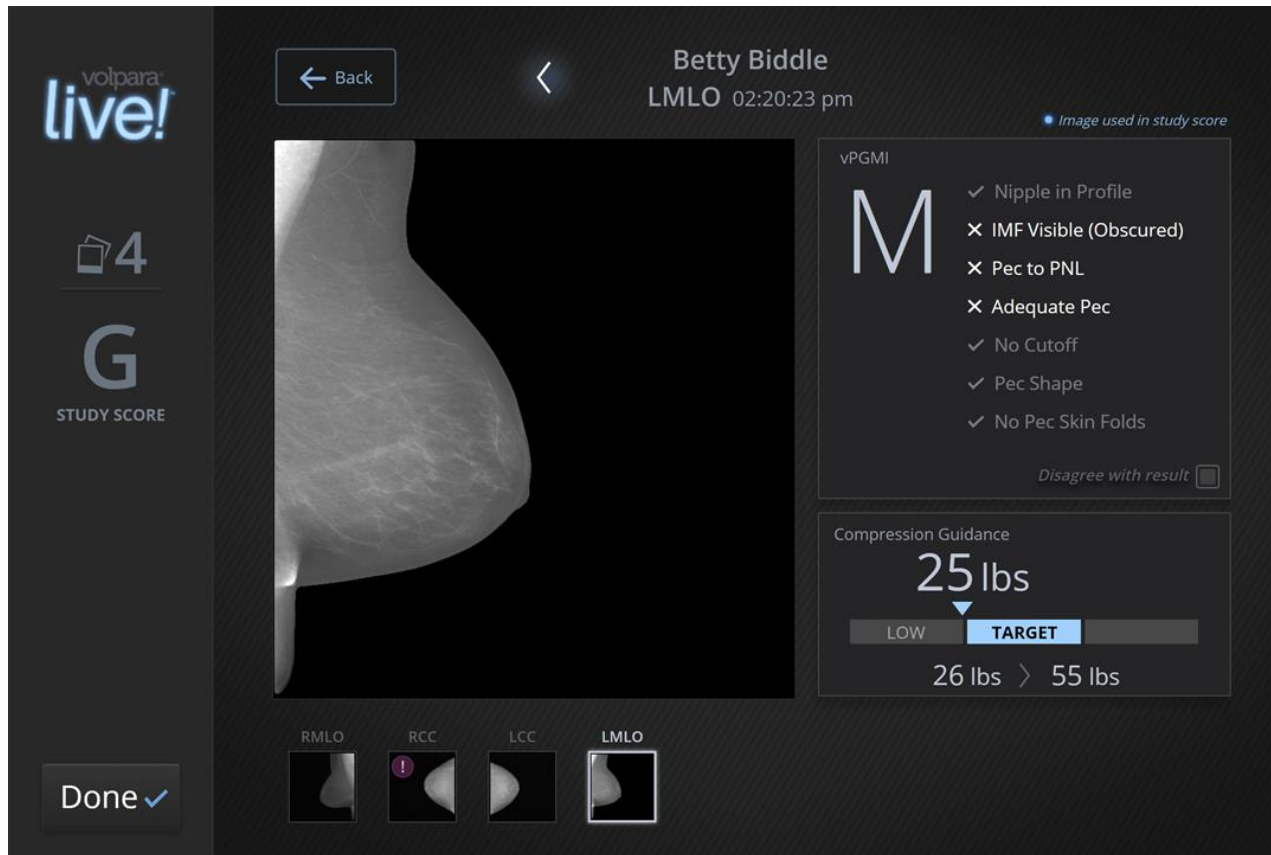 volpara
live!
4
G
STUDY SCORE
Done
Back
Betty Biddle
LMLO 02:20:23 pm
Image used in study score
vPGMI
M
Nipple in Profile
IMF Visible (Obscured)
Pec to PNL
Adequate Pec
No Cutoff
Pec Shape
No Pec Skin Folds
Disagree with result
Compression Guidance
25 lbs
LOW TARGET
26 lbs > 55 lbs
RMLO RCC LCC LMLO
!